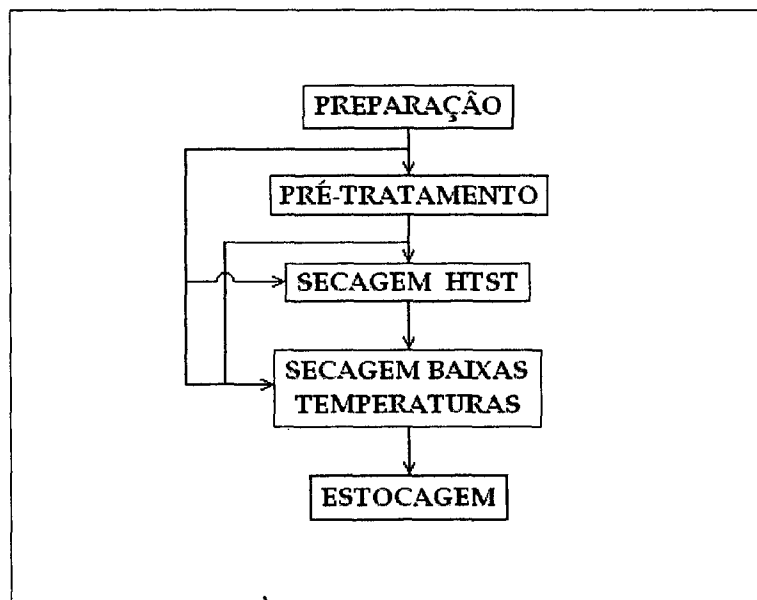 PREPARAÇÃO
PRÉ-TRATAMENTO
SECAGEM HTST
SECAGEM BAIXAS
TEMPERATURAS
ESTOCAGEM